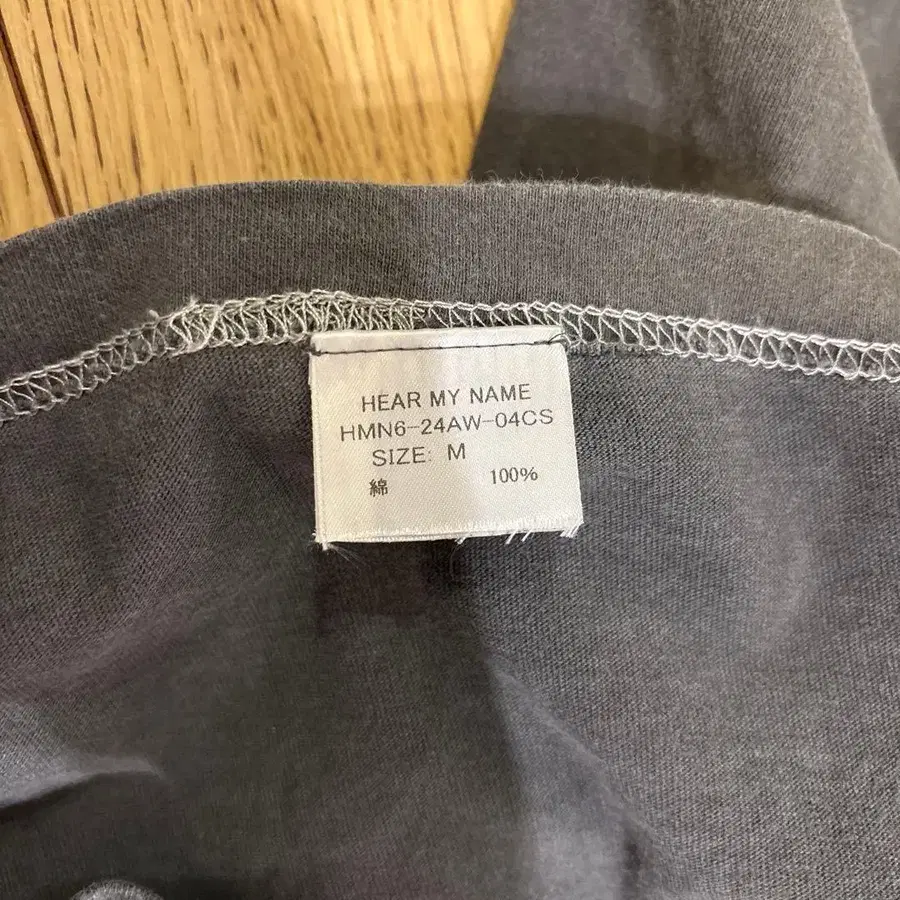 HEAR MY NAME
HMN6-24AW-04CS
SIZE: M
綿 100%